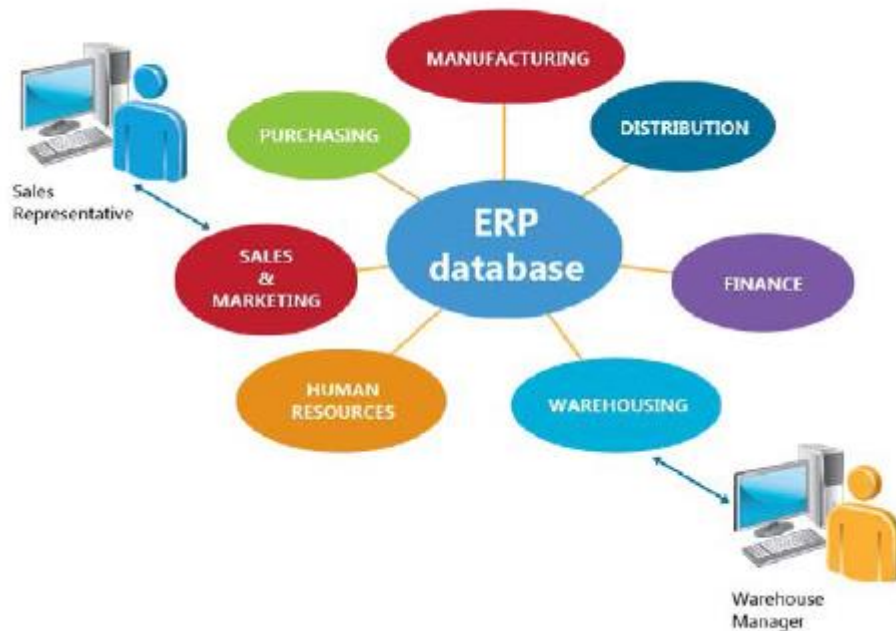 MANUFACTURING
PURCHASING
DISTRIBUTION
Sales
Representative
ERP
database
SALES
&
MARKETING
FINANCE
HUMAN
RESOURCES
WAREHOUSING
Warehouse
Manager